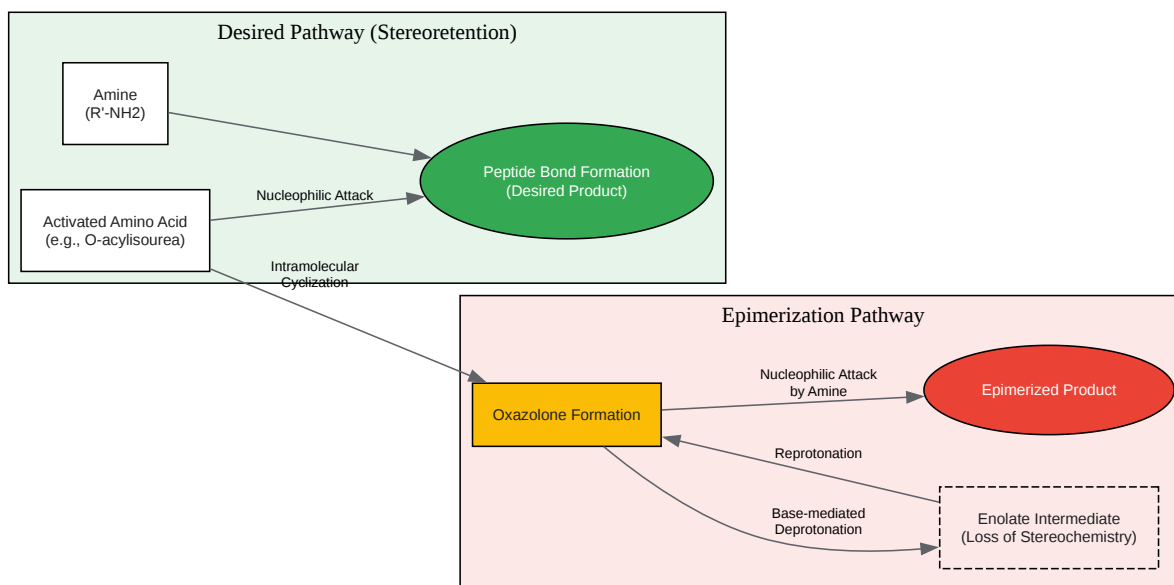 Desired Pathway (Stereoretention)
Amine
(R'-NH2)
Peptide Bond Formation
(Desired Product)
Nucleophilic Attack
Activated Amino Acid
(e.g., O-acylisourea)
Intramolecular
Cyclization
Epimerization Pathway
Nucleophilic Attack
by Amine
Epimerized Product
Oxazolone Formation
Reprotonation
Base-mediated
Deprotonation
Enolate Intermediate
(Loss of Stereochemistry)